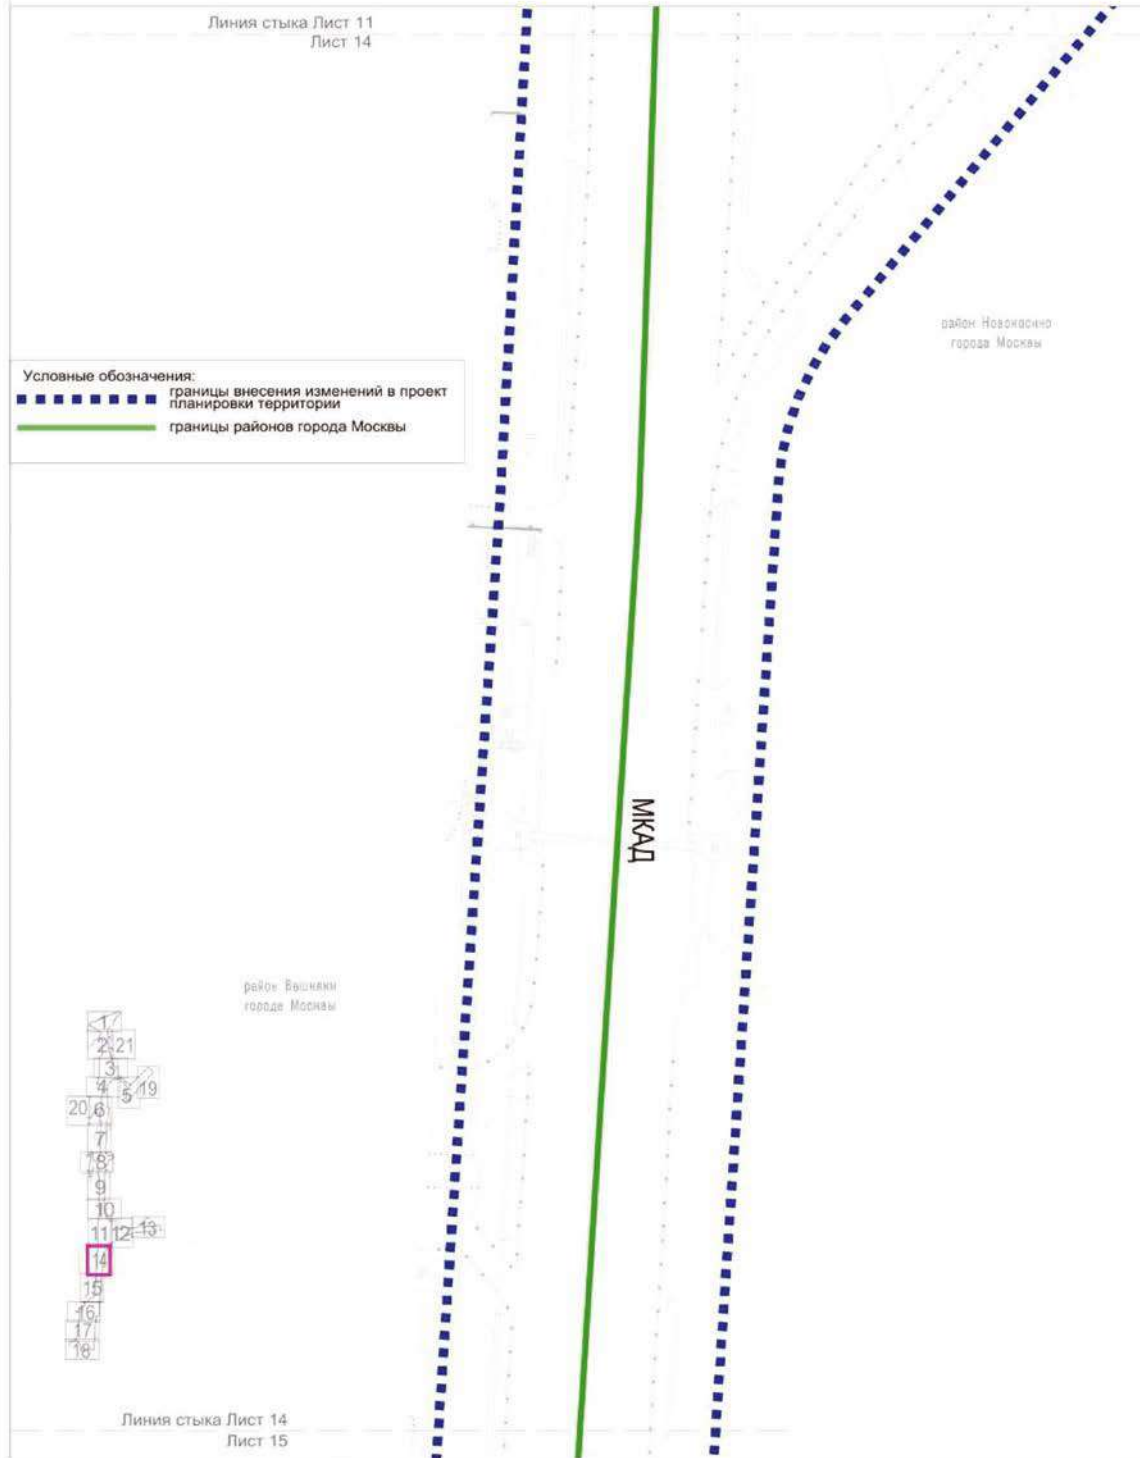 Линия стыка Лист 11
Лист 14
район Новокосино
города Москвы
Условные обозначения:
границы внесения изменений в проект
планировки территории
границы районов города Москвы
МКАД
район Вешняки
города Москвы
1
2 21
3
4 5 19
20 6
7
8
9
10
11 12 13
14
15
16
17
18
Линия стыка Лист 14
Лист 15